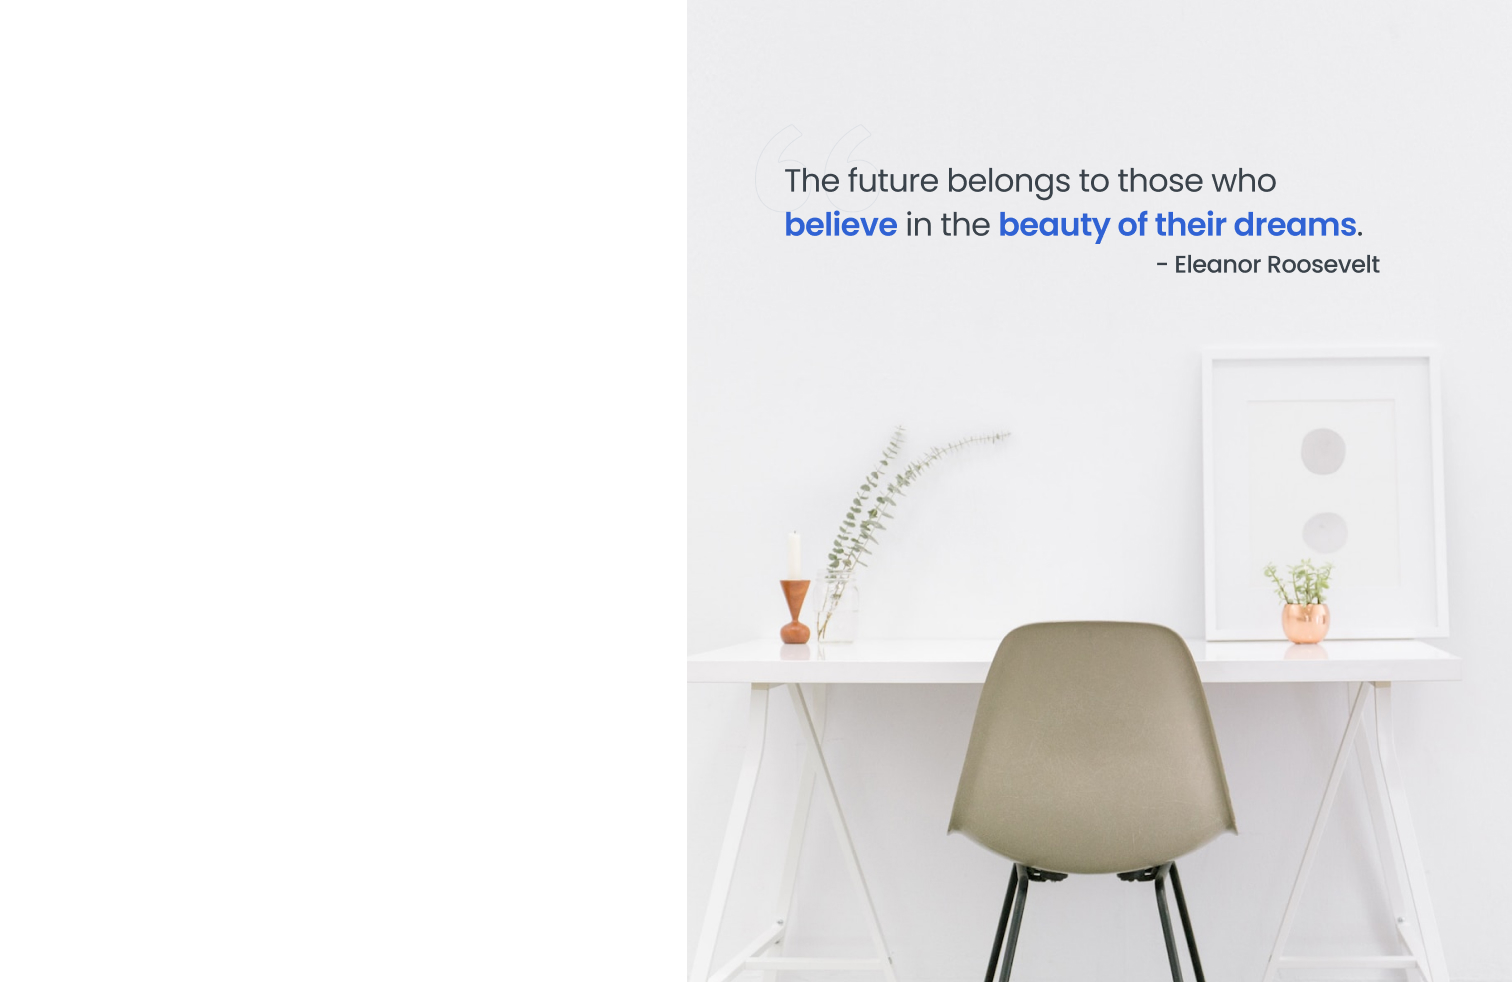 The future belongs to those who
believe in the beauty of their dreams.
- Eleanor Roosevelt